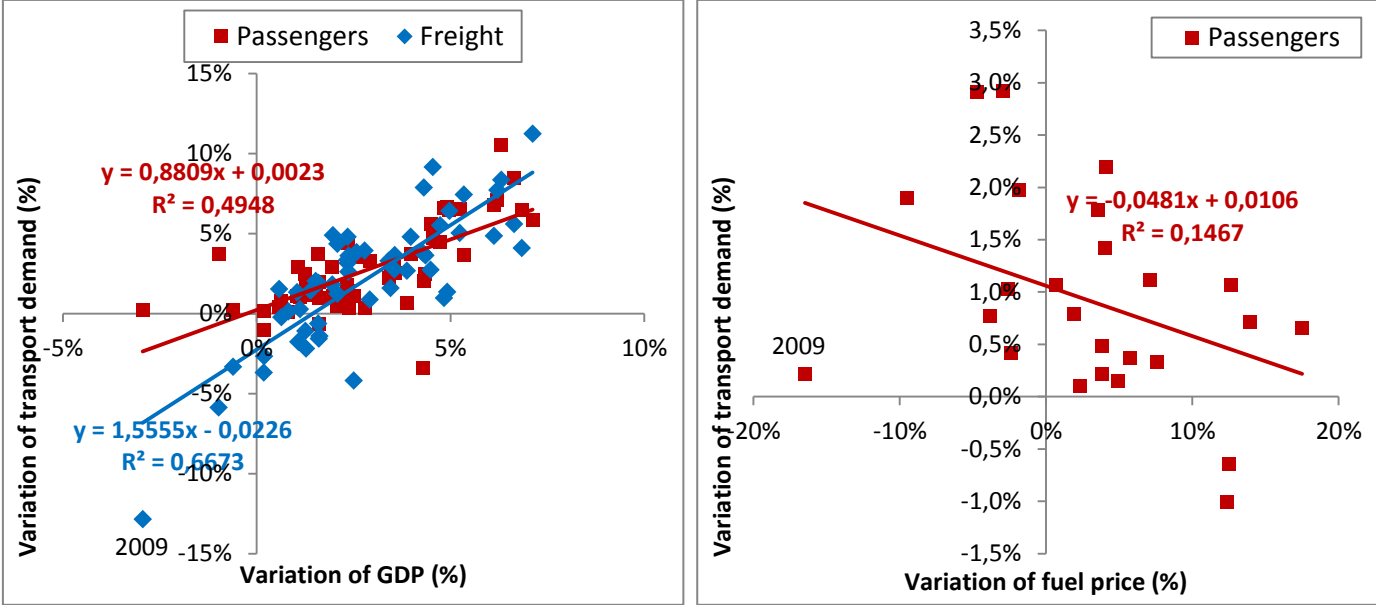 Passengers Freight
15%
10%
5%
0%
-5%
-10%
-15%
-5%
0%
5%
10%
y = 0,8809x + 0,0023
R² = 0,4948
y = 1,5555x - 0,0226
R² = 0,6673
2009
Variation of transport demand (%)
Variation of GDP (%)
Passengers
3,5%
3,0%
2,5%
2,0%
1,5%
1,0%
0,5%
0,0%
-0,5%
-1,0%
-1,5%
-20%
-10%
0%
10%
20%
y = -0,0481x + 0,0106
R² = 0,1467
2009
Variation of transport demand (%)
Variation of fuel price (%)